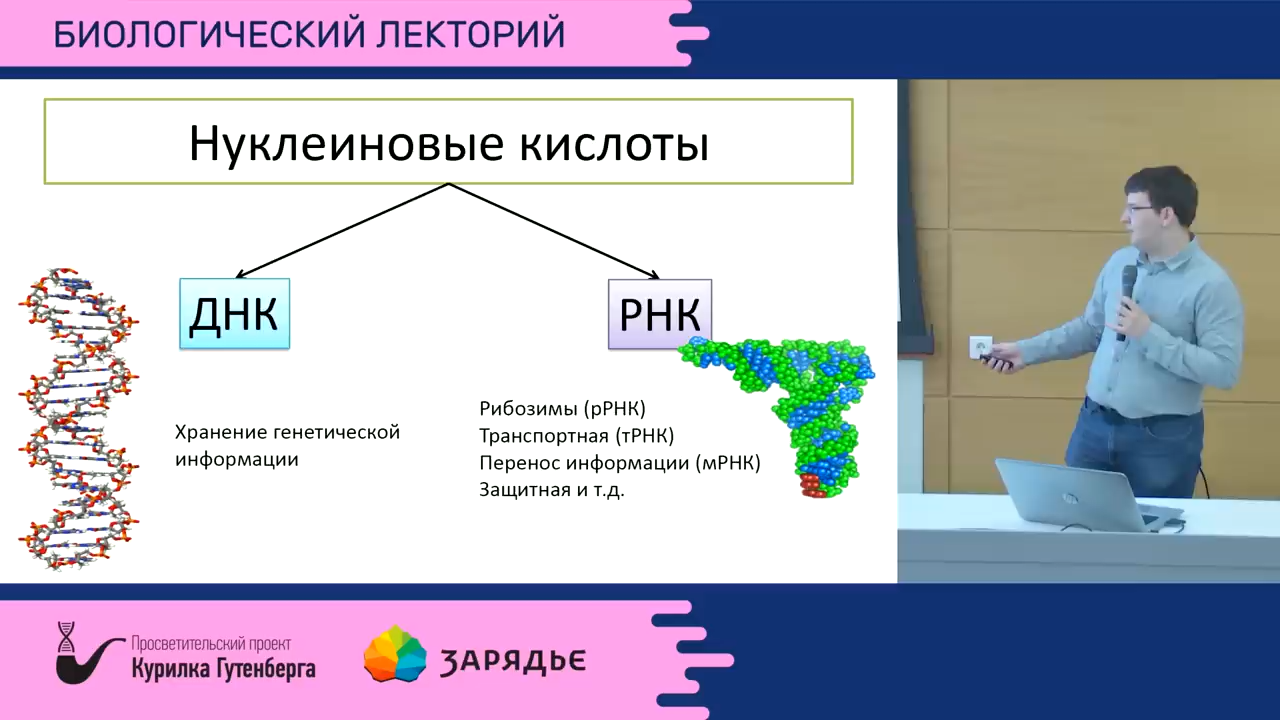 БИОЛОГИЧЕСКИЙ ЛЕКТОРИЙ
Нуклеиновые кислоты
ДНК
РНК
Хранение генетической
информации
Рибозимы (рРНК)
Транспортная (тРНК)
Перенос информации (мРНК)
Защитная и т.д.
hp
Просветительский проект
Курилка Гутенберга
ЗАРЯДЬЕ